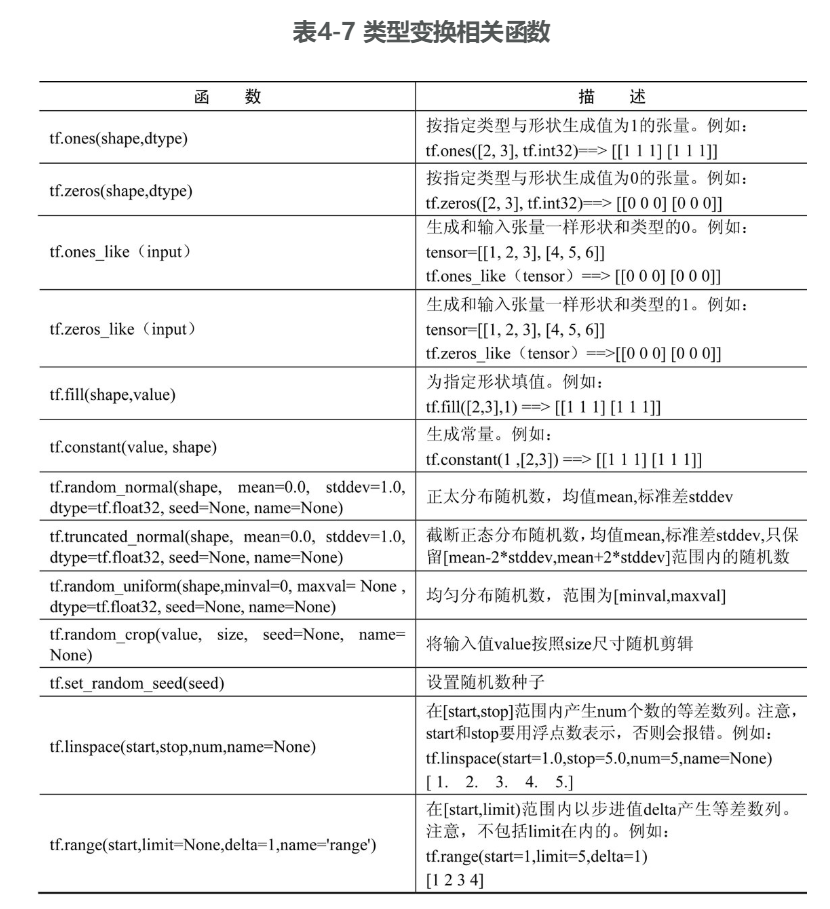 表4-7 类型变换相关函数
函 数
描 述
tf.ones(shape,dtype)
按指定类型与形状生成值为1的张量。例如：
tf.ones([2, 3], tf.int32)==> [[1 1 1] [1 1 1]]
tf.zeros(shape,dtype)
按指定类型与形状生成值为0的张量。例如：
tf.zeros([2, 3], tf.int32)==> [[0 0 0] [0 0 0]]
tf.ones_like（input）
生成和输入张量一样形状和类型的0。例如：
tensor=[[1, 2, 3], [4, 5, 6]]
tf.ones_like（tensor）==> [[0 0 0] [0 0 0]]
tf.zeros_like（input）
生成和输入张量一样形状和类型的1。例如：
tensor=[[1, 2, 3], [4, 5, 6]]
tf.zeros_like（tensor）==>[[0 0 0] [0 0 0]]
tf.fill(shape,value)
为指定形状填值。例如：
tf.fill([2,3],1) ==> [[1 1 1] [1 1 1]]
tf.constant(value, shape)
生成常量。例如：
tf.constant(1 ,[2,3]) ==> [[1 1 1] [1 1 1]]
tf.random_normal(shape, mean=0.0, stddev=1.0,
dtype=tf.float32, seed=None, name=None)
正太分布随机数，均值mean,标准差stddev
tf.truncated_normal(shape, mean=0.0, stddev=1.0,
dtype=tf.float32, seed=None, name=None)
截断正态分布随机数，均值mean,标准差stddev,只保
留[mean-2*stddev,mean+2*stddev]范围内的随机数
tf.random_uniform(shape,minval=0, maxval= None ,
dtype=tf.float32, seed=None, name=None)
均匀分布随机数，范围为[minval,maxval]
tf.random_crop(value, size, seed=None, name=
None)
将输入值value按照size尺寸随机剪辑
tf.set_random_seed(seed)
设置随机数种子
tf.linspace(start,stop,num,name=None)
在[start,stop]范围内产生num个数的等差数列。注意，
start和stop要用浮点数表示，否则会报错。例如：
tf.linspace(start=1.0,stop=5.0,num=5,name=None)
[ 1. 2. 3. 4. 5.]
tf.range(start,limit=None,delta=1,name='range')
在[start,limit)范围内以步进值delta产生等差数列。
注意，不包括limit在内的。例如：
tf.range(start=1,limit=5,delta=1)
[1 2 3 4]